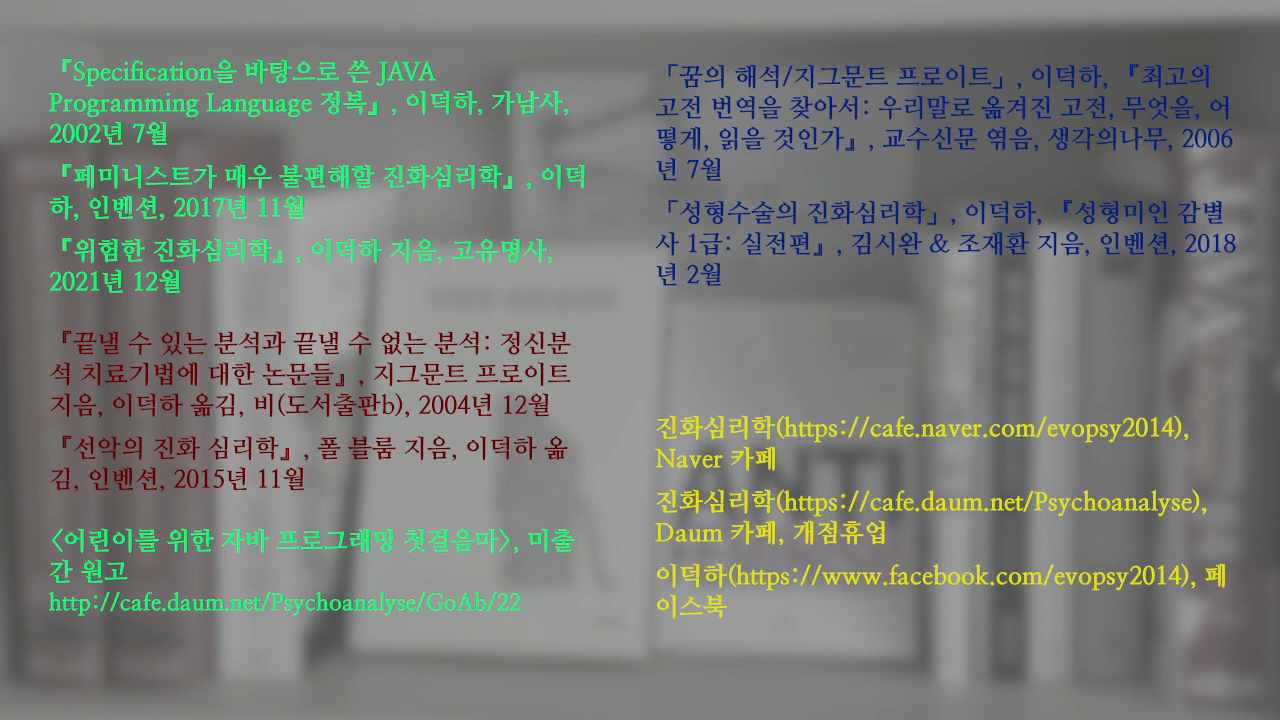 『Specification을 바탕으로 쓴 JAVA
Programming Language 정복』, 이덕하, 가남사,
2002년 7월
『페미니스트가 매우 불편해할 진화심리학』, 이덕
하, 인벤션, 2017년 11월
『위험한 진화심리학』, 이덕하 지음, 고유명사,
2021년 12월
『끝낼 수 있는 분석과 끝낼 수 없는 분석: 정신분
석 치료기법에 대한 논문들』, 지그문트 프로이트
지음, 이덕하 옮김, 비(도서출판b), 2004년 12월
『선악의 진화 심리학』, 폴 블룸 지음, 이덕하 옮
김, 인벤션, 2015년 11월
<어린이를 위한 자바 프로그래밍 첫걸음마>, 미출
간 원고
http://cafe.daum.net/Psychoanalyse/GoAb/22
「꿈의 해석/지그문트 프로이트」, 이덕하, 『최고의
고전 번역을 찾아서: 우리말로 옮겨진 고전, 무엇을, 어
떻게, 읽을 것인가』, 교수신문 엮음, 생각의나무, 2006
년 7월
「성형수술의 진화심리학」, 이덕하, 『성형미인 감별
사 1급: 실전편』, 김시완 & 조재환 지음, 인벤션, 2018
년 2월
진화심리학(https://cafe.naver.com/evopsy2014),
Naver 카페
진화심리학(https://cafe.daum.net/Psychoanalyse),
Daum 카페, 개점휴업
이덕하(https://www.facebook.com/evopsy2014), 페
이스북